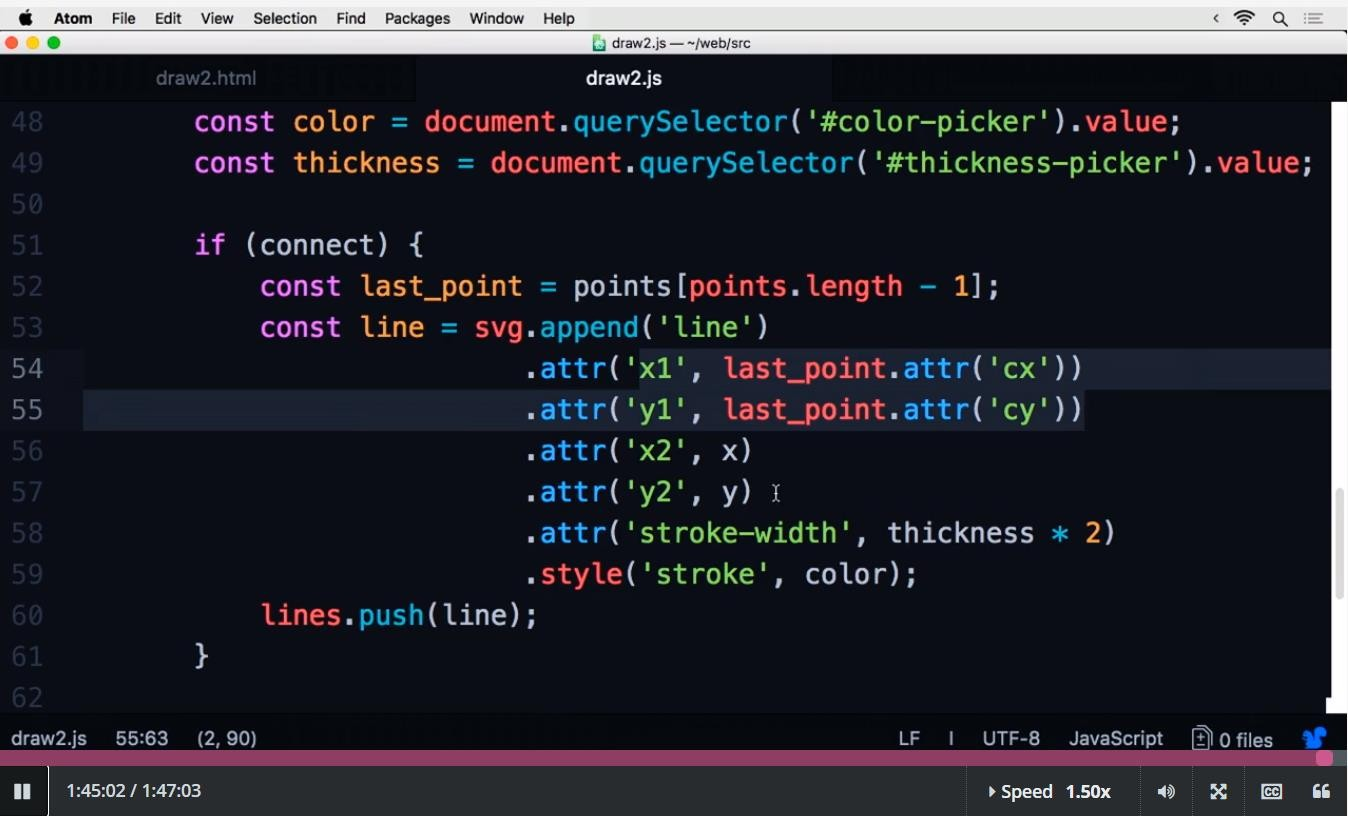 Atom File Edit View Selection Find Packages Window Help
draw2.js — ~/web/src
draw2.html draw2.js
48 const color = document.querySelector('#color-picker').value;
49 const thickness = document.querySelector('#thickness-picker').value;
50
51 if (connect) {
52 const last_point = points[points.length - 1];
53 const line = svg.append('line')
54 .attr('x1', last_point.attr('cx'))
55 .attr('y1', last_point.attr('cy'))
56 .attr('x2', x)
57 .attr('y2', y)
58 .attr('stroke-width', thickness * 2)
59 .style('stroke', color);
60 lines.push(line);
61 }
62
draw2.js 55:63 (2, 90) LF | UTF-8 JavaScript 0 files
1:45:02 / 1:47:03 Speed 1.50x CC